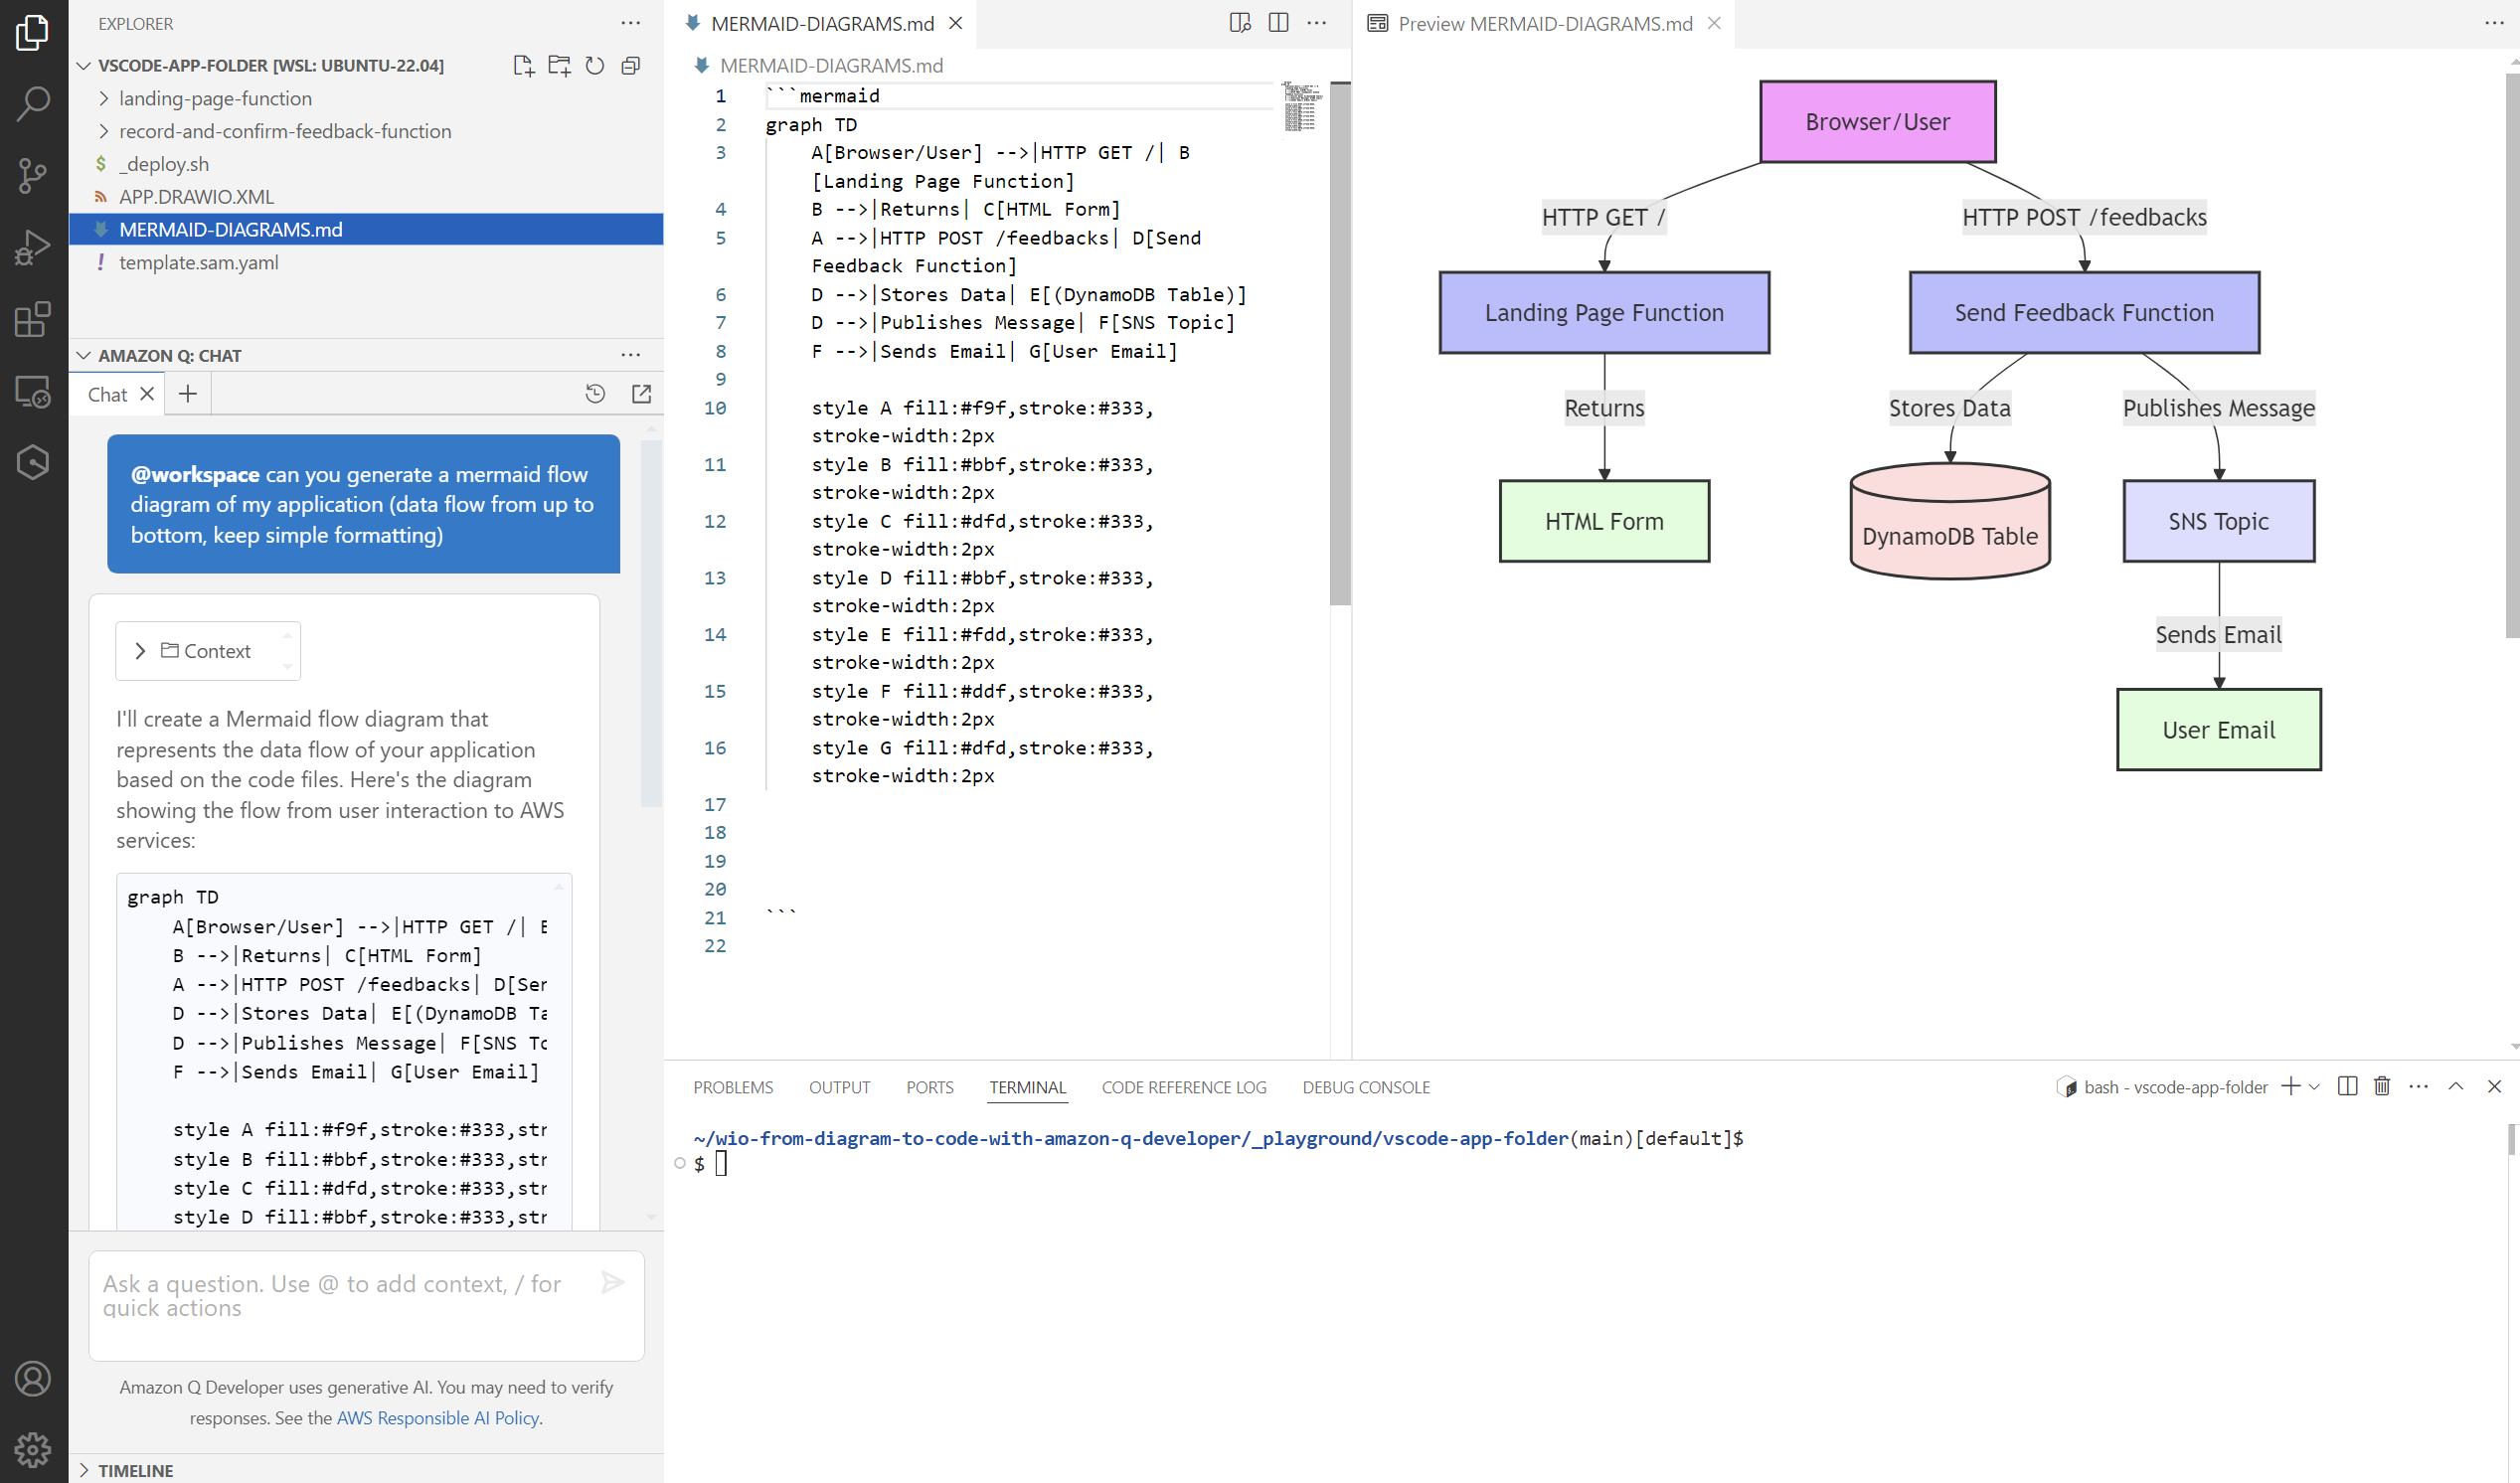 EXPLORER
VSCODE-APP-FOLDER [WSL: UBUNTU-22.04]
landing-page-function
record-and-confirm-feedback-function
$ _deploy.sh
APP.DRAWIO.XML
MERMAID-DIAGRAMS.md
! template.sam.yaml
AMAZON Q: CHAT
Chat
@workspace can you generate a mermaid flow
diagram of my application (data flow from up to
bottom, keep simple formatting)
Context
I'll create a Mermaid flow diagram that
represents the data flow of your application
based on the code files. Here's the diagram
showing the flow from user interaction to AWS
services:
graph TD
A[Browser/User] -->|HTTP GET /|
B -->|Returns| C[HTML Form]
A -->|HTTP POST /feedbacks| D[Ser
D -->|Stores Data| E[(DynamoDB Ta
D -->|Publishes Message| F[SNS To
F -->|Sends Email| G[User Email]
style A fill:#f9f,stroke:#333,str
style B fill:#bbf,stroke:#333,str
style C fill:#dfd,stroke:#333,str
style D fill:#bbf,stroke:#333,str
Ask a question. Use @ to add context, / for
quick actions
Amazon Q Developer uses generative AI. You may need to verify
responses. See the AWS Responsible AI Policy.
TIMELINE
MERMAID-DIAGRAMS.md
MERMAID-DIAGRAMS.md
1 ```mermaid
2 graph TD
3 A[Browser/User] -->|HTTP GET /| B
[Landing Page Function]
4 B -->|Returns| C[HTML Form]
5 A -->|HTTP POST /feedbacks| D[Send
Feedback Function]
6 D -->|Stores Data| E[(DynamoDB Table)]
7 D -->|Publishes Message| F[SNS Topic]
8 F -->|Sends Email| G[User Email]
9
10 style A fill:#f9f,stroke:#333,
stroke-width:2px
11 style B fill:#bbf,stroke:#333,
stroke-width:2px
12 style C fill:#dfd,stroke:#333,
stroke-width:2px
13 style D fill:#bbf,stroke:#333,
stroke-width:2px
14 style E fill:#fdd,stroke:#333,
stroke-width:2px
15 style F fill:#ddf,stroke:#333,
stroke-width:2px
16 style G fill:#dfd,stroke:#333,
stroke-width:2px
17
18
19
20
21 ```
22
Preview MERMAID-DIAGRAMS.md
Browser/User
HTTP GET /
HTTP POST /feedbacks
Landing Page Function
Send Feedback Function
Returns
Stores Data
Publishes Message
HTML Form
DynamoDB Table
SNS Topic
Sends Email
User Email
PROBLEMS OUTPUT PORTS TERMINAL CODE REFERENCE LOG DEBUG CONSOLE
bash - vscode-app-folder
~/wio-from-diagram-to-code-with-amazon-q-developer/_playground/vscode-app-folder(main)[default]$
$